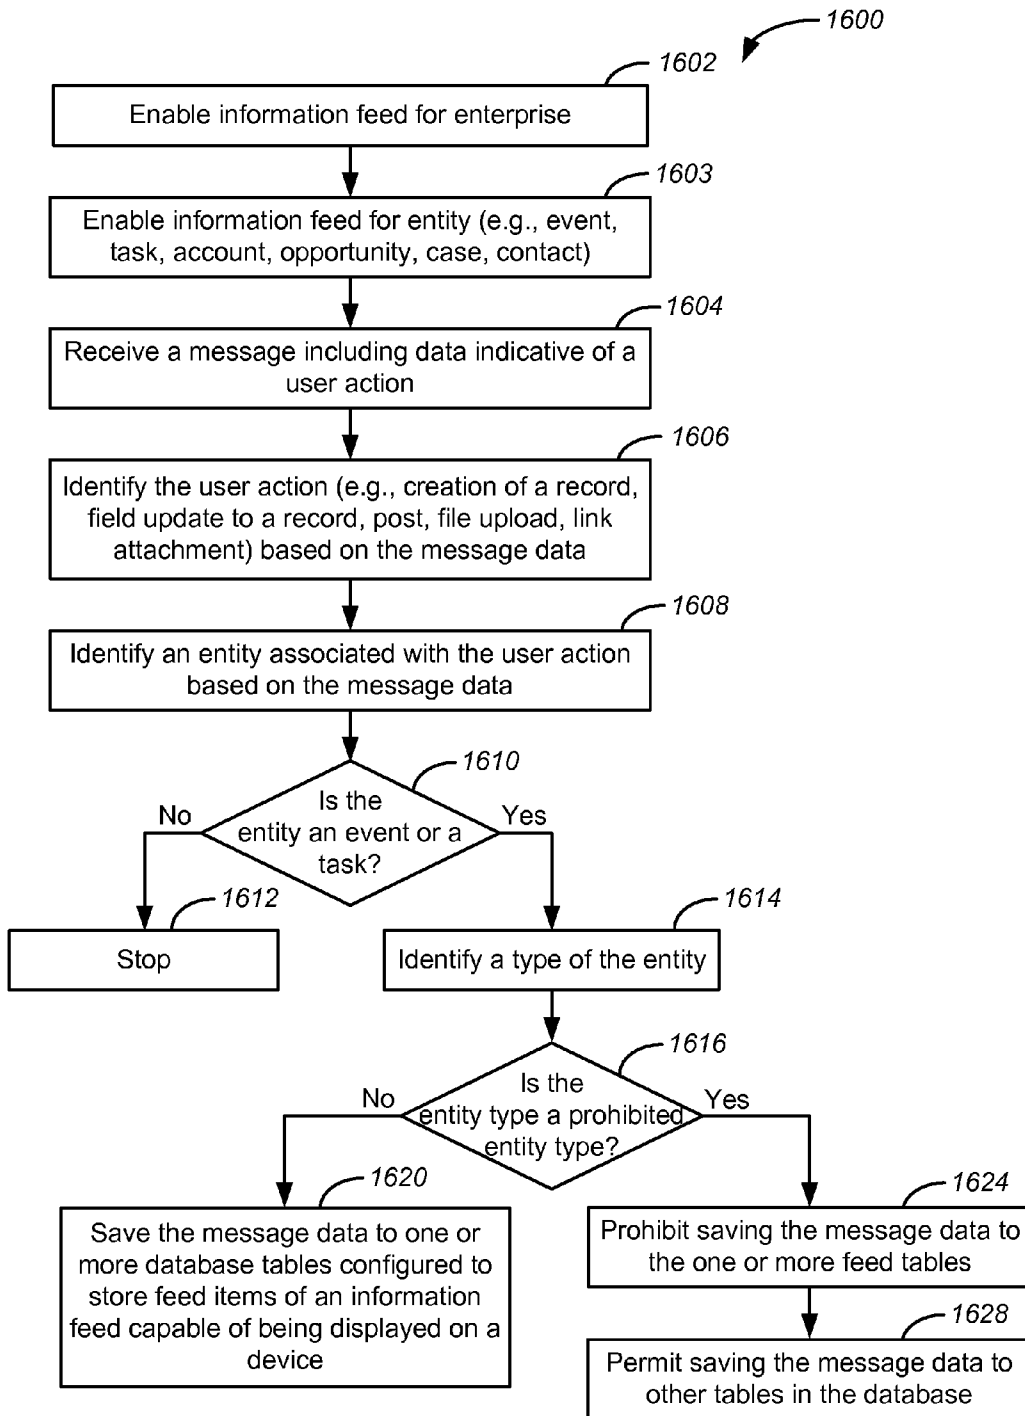 1600
1602
Enable information feed for enterprise
1603
Enable information feed for entity (e.g., event,
task, account, opportunity, case, contact)
1604
Receive a message including data indicative of a
user action
1606
Identify the user action (e.g., creation of a record,
field update to a record, post, file upload, link
attachment) based on the message data
1608
Identify an entity associated with the user action
based on the message data
1610
No
Is the
entity an event or a
task?
Yes
1612
Stop
1614
Identify a type of the entity
1616
No
Is the
entity type a prohibited
entity type?
Yes
1620
Save the message data to one or
more database tables configured to
store feed items of an information
feed capable of being displayed on a
device
1624
Prohibit saving the message data to
the one or more feed tables
1628
Permit saving the message data to
other tables in the database